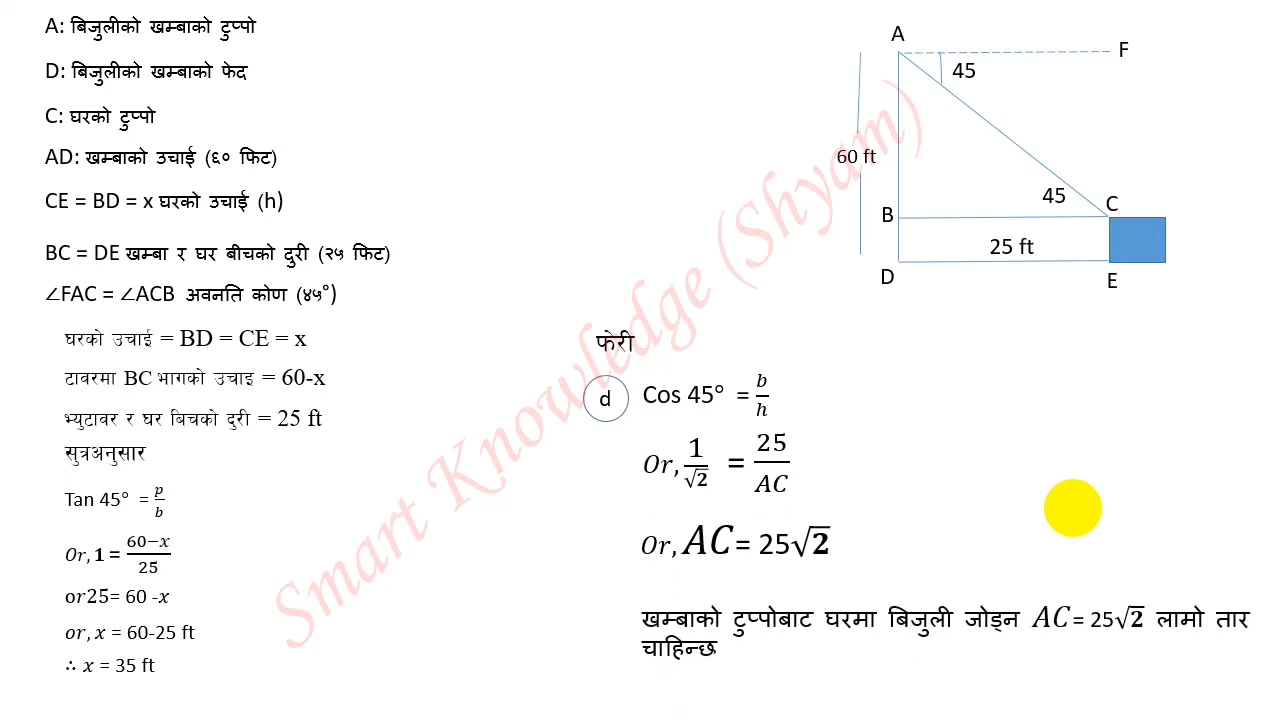 A: बिजुलीको खम्बाको टुप्पो
D: बिजुलीको खम्बाको फेद
C: घरको टुप्पो
AD: खम्बाको उचाई (६० फिट)
CE = BD = x घरको उचाई (h)
BC = DE खम्बा र घर बीचको दुरी (२५ फिट)
∠FAC = ∠ACB अवनति कोण (४५°)
घरको उचाई = BD = CE = x
टावरमा BC भागको उचाइ = 60-x
भ्युटावर र घर बिचको दुरी = 25 ft
सुत्रअनुसार
Tan 45° = p/b
Or, 1 = 60−x/25
or25= 60 -x
or, x = 60-25 ft
∴ x = 35 ft
A
F
45
60 ft
45
C
B
25 ft
D
E
फेरी
d
Cos 45° = b/h
Or, 1/√2 = 25/AC
Or, AC = 25√2
खम्बाको टुप्पोबाट घरमा बिजुली जोड्न AC = 25√2 लामो तार
चाहिन्छ
Smart Knowledge (Shyam)